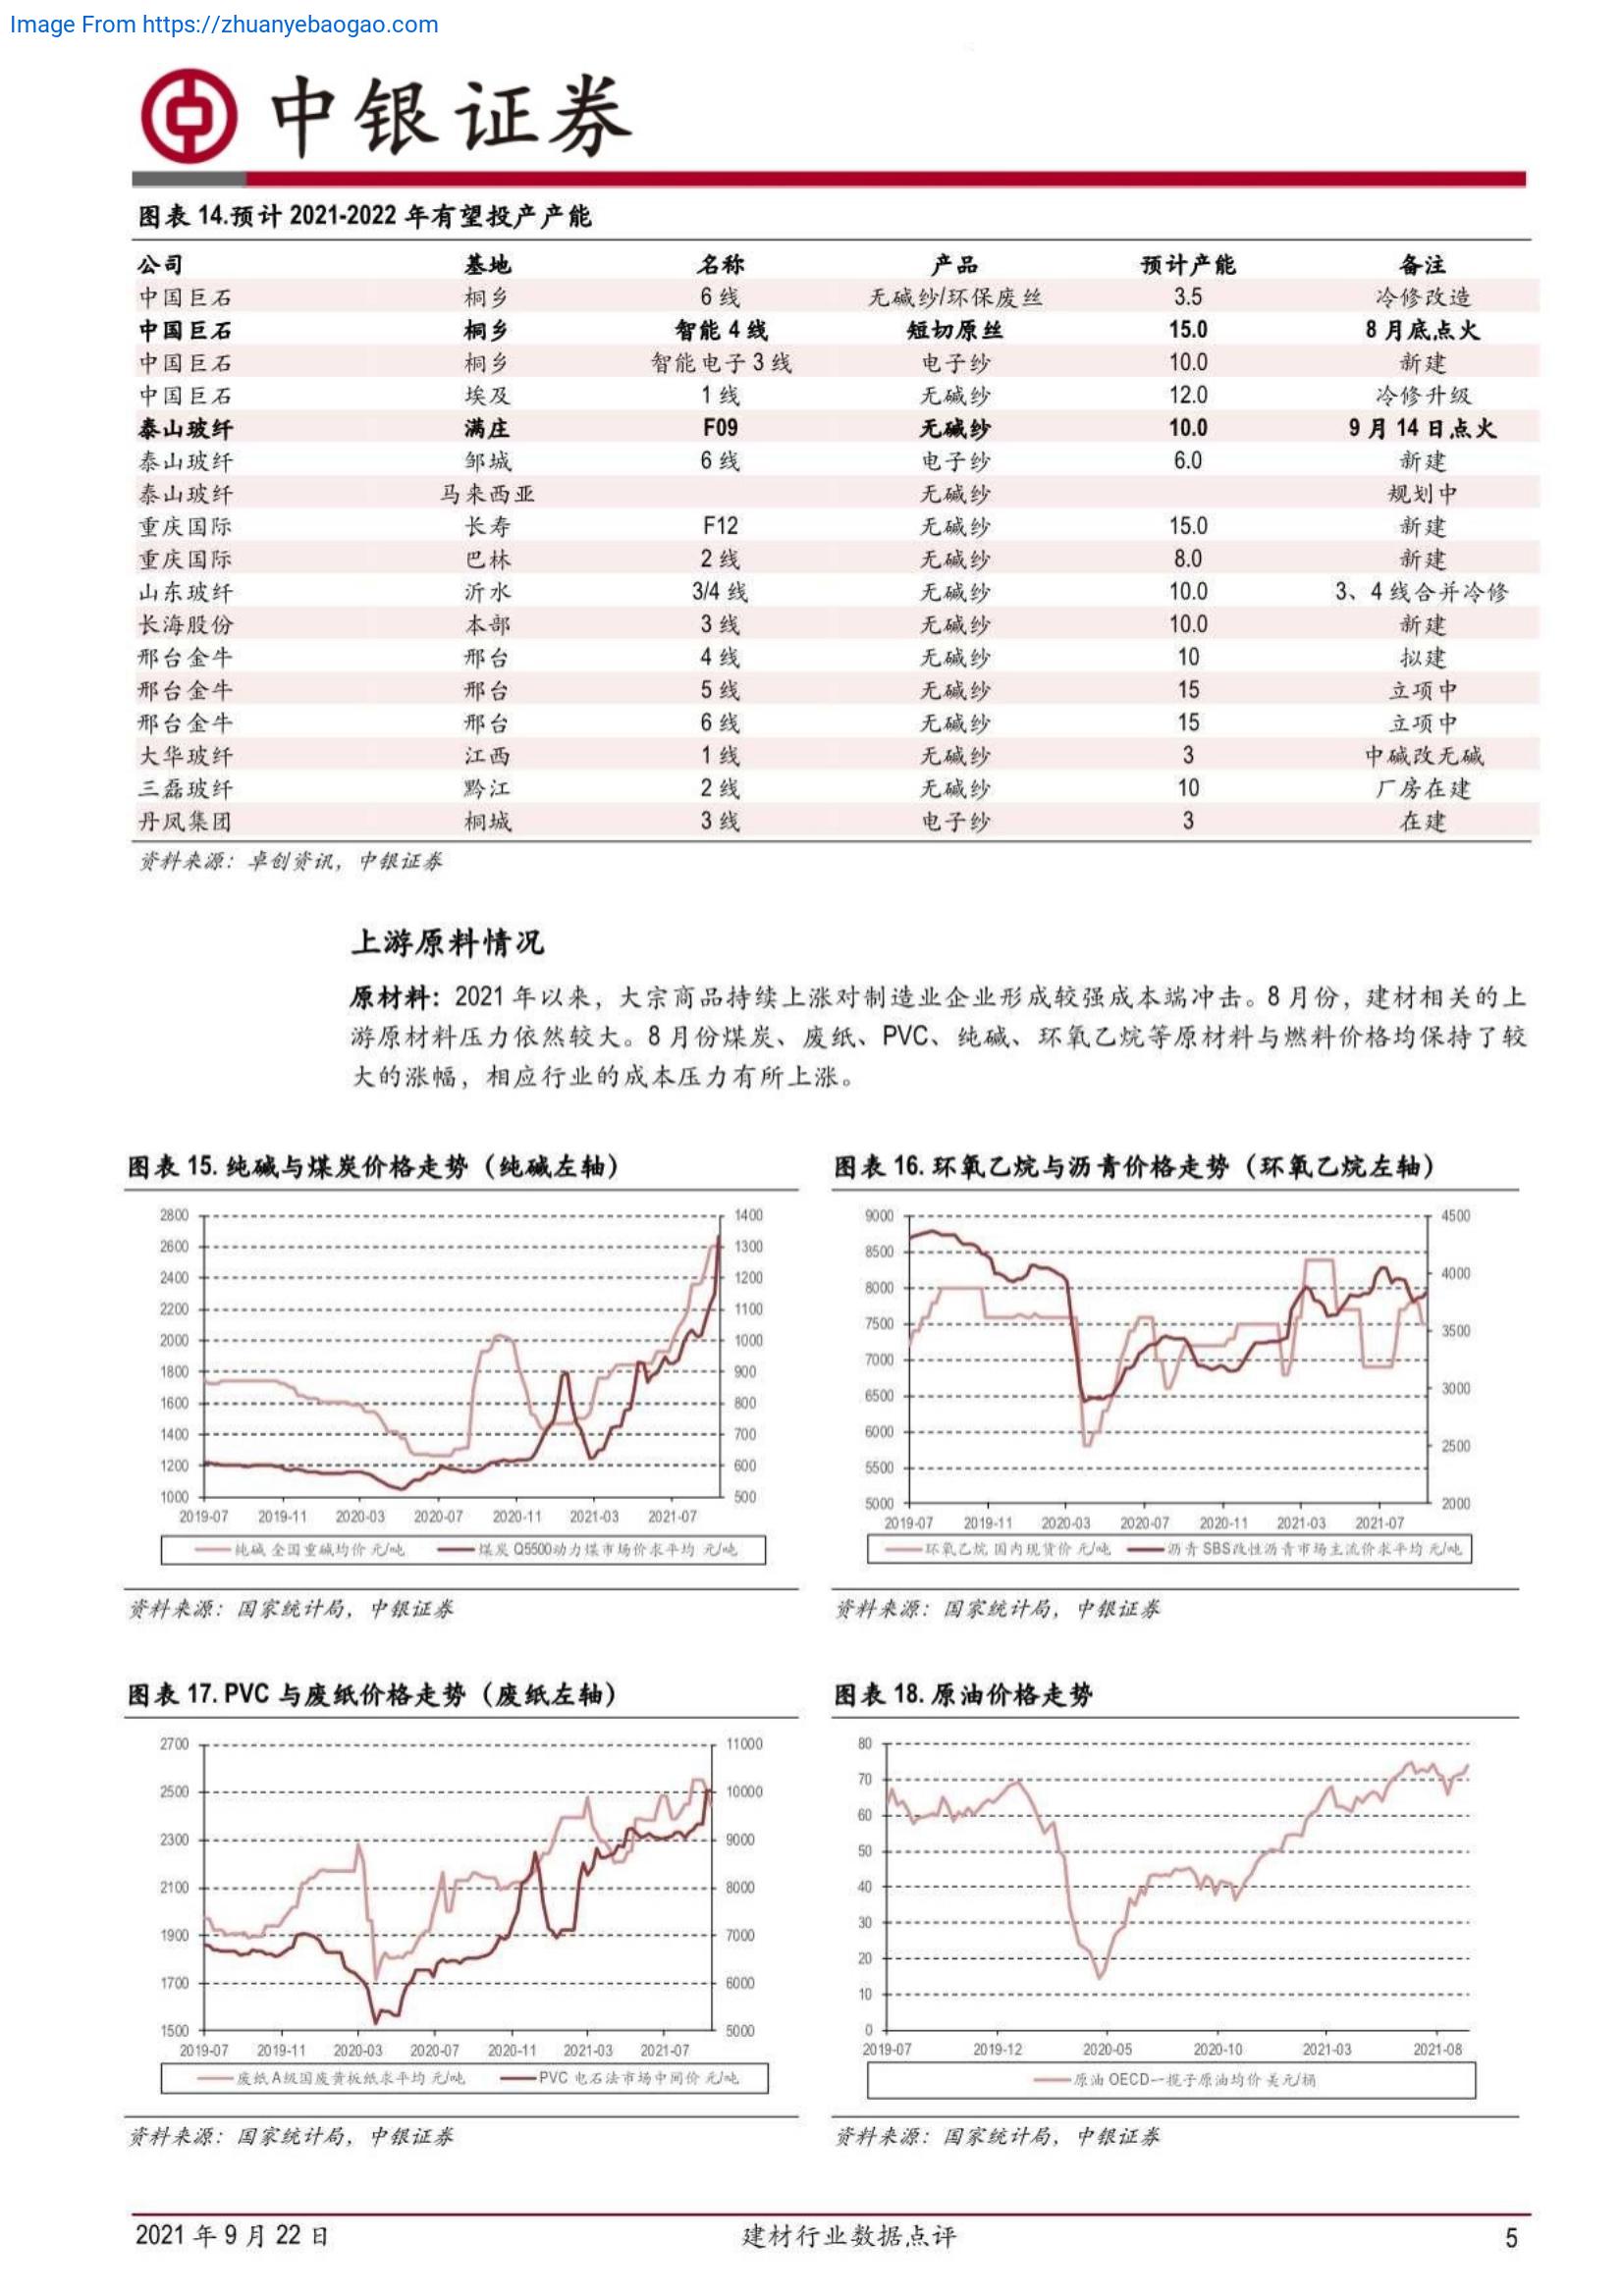 Image From https://zhuanyebaogao.com
中银证券
图表 14.预计 2021-2022 年有望投产产能
公司 基地 名称 产品 预计产能 备注
中国巨石 桐乡 6 线 无碱纱/环保废丝 3.5 冷修改造
中国巨石 桐乡 智能 4 线 短切原丝 15.0 8 月底点火
中国巨石 桐乡 智能电子 3 线 电子纱 10.0 新建
中国巨石 埃及 1 线 无碱纱 12.0 冷修升级
泰山玻纤 满庄 F09 无碱纱 10.0 9 月 14 日点火
泰山玻纤 邹城 6 线 电子纱 6.0 新建
泰山玻纤 马来西亚 无碱纱 规划中
重庆国际 长寿 F12 无碱纱 15.0 新建
重庆国际 巴林 2 线 无碱纱 8.0 新建
山东玻纤 沂水 3/4 线 无碱纱 10.0 3、4 线合并冷修
长海股份 本部 3 线 无碱纱 10.0 新建
邢台金牛 邢台 4 线 无碱纱 10 拟建
邢台金牛 邢台 5 线 无碱纱 15 立项中
邢台金牛 邢台 6 线 无碱纱 15 立项中
大华玻纤 江西 1 线 无碱纱 3 中碱改无碱
三磊玻纤 黔江 2 线 无碱纱 10 厂房在建
丹凤集团 桐城 3 线 电子纱 3 在建
资料来源：卓创资讯，中银证券
上游原料情况
原材料：2021 年以来，大宗商品持续上涨对制造业企业形成较强成本端冲击。8 月份，建材相关的上
游原材料压力依然较大。8 月份煤炭、废纸、PVC、纯碱、环氧乙烷等原材料与燃料价格均保持了较
大的涨幅，相应行业的成本压力有所上涨。
图表 15. 纯碱与煤炭价格走势（纯碱左轴）
2800 1400
2600 1300
2400 1200
2200 1100
2000 1000
1800 900
1600 800
1400 700
1200 600
1000 500
2019-07 2019-11 2020-03 2020-07 2020-11 2021-03 2021-07
纯碱 全国重碱均价 元/吨 煤炭 Q5500动力煤市场价求平均 元/吨
资料来源：国家统计局，中银证券
图表 16. 环氧乙烷与沥青价格走势（环氧乙烷左轴）
9000 4500
8500
8000 4000
7500 3500
7000
6500 3000
6000 2500
5500
5000 2000
2019-07 2019-11 2020-03 2020-07 2020-11 2021-03 2021-07
环氧乙烷 国内现货价 元/吨 沥青 SBS改性沥青市场主流价求平均 元/吨
资料来源：国家统计局，中银证券
图表 17. PVC 与废纸价格走势（废纸左轴）
2700 11000
2500 10000
2300 9000
2100 8000
1900 7000
1700 6000
1500 5000
2019-07 2019-11 2020-03 2020-07 2020-11 2021-03 2021-07
废纸 A级国废黄板纸求平均 元/吨 PVC 电石法市场中间价 元/吨
资料来源：国家统计局，中银证券
图表 18. 原油价格走势
80
70
60
50
40
30
20
10
0
2019-07 2019-12 2020-05 2020-10 2021-03 2021-08
原油 OECD一揽子原油均价 美元/桶
资料来源：国家统计局，中银证券
2021 年 9 月 22 日 建材行业数据点评 5